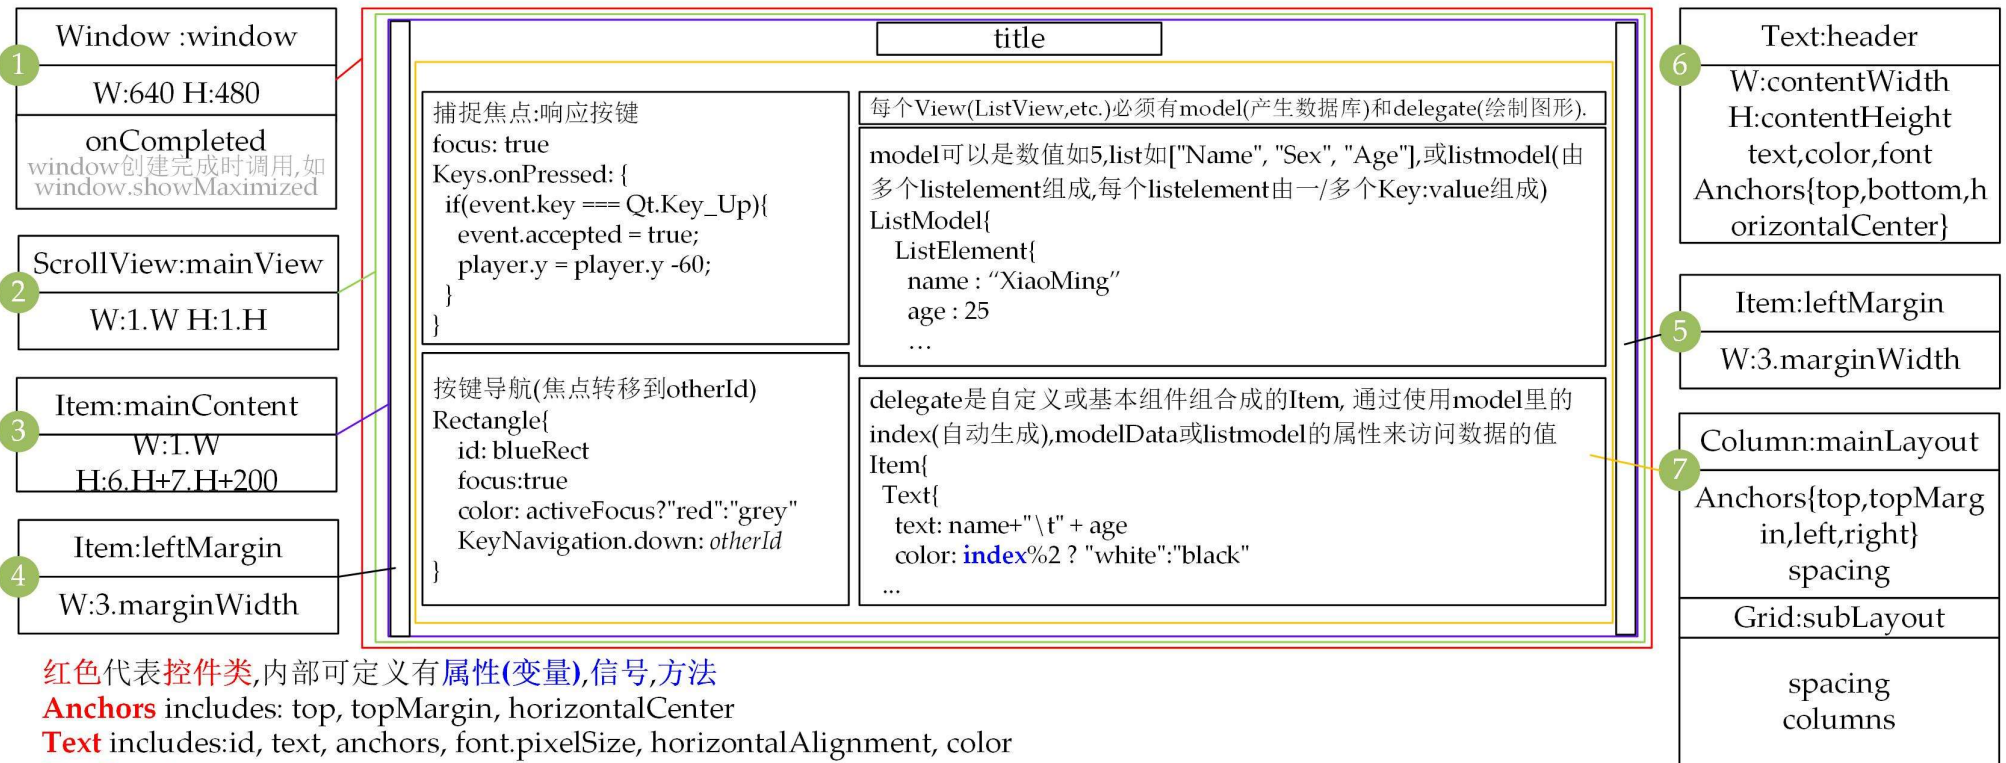 Window :window
1
W:640 H:480
onCompleted
window创建完成时调用,如
window.showMaximized
ScrollView:mainView
2
W:1.W H:1.H
Item:mainContent
3
W:1.W
H:6.H+7.H+200
Item:leftMargin
4
W:3.marginWidth
title
捕捉焦点:响应按键
focus: true
Keys.onPressed: {
if(event.key === Qt.Key_Up){
event.accepted = true;
player.y = player.y -60;
}
}
按键导航(焦点转移到otherId)
Rectangle{
id: blueRect
focus:true
color: activeFocus?"red":"grey"
KeyNavigation.down: otherId
}
每个View(ListView,etc.)必须有model(产生数据库)和delegate(绘制图形).
model可以是数值如5,list如["Name", "Sex", "Age"],或listmodel(由
多个listelement组成,每个listelement由一/多个Key:value组成)
ListModel{
ListElement{
name : “XiaoMing”
age : 25
…
delegate是自定义或基本组件组合成的Item, 通过使用model里的
index(自动生成),modelData或listmodel的属性来访问数据的值
Item{
Text{
text: name+"\t" + age
color: index%2 ? "white":"black"
...
Text:header
6
W:contentWidth
H:contentHeight
text,color,font
Anchors{top,bottom,h
orizontalCenter}
Item:leftMargin
5
W:3.marginWidth
Column:mainLayout
7
Anchors{top,topMarg
in,left,right}
spacing
Grid:subLayout
spacing
columns
红色代表控件类,内部可定义有属性(变量),信号,方法
Anchors includes: top, topMargin, horizontalCenter
Text includes:id, text, anchors, font.pixelSize, horizontalAlignment, color